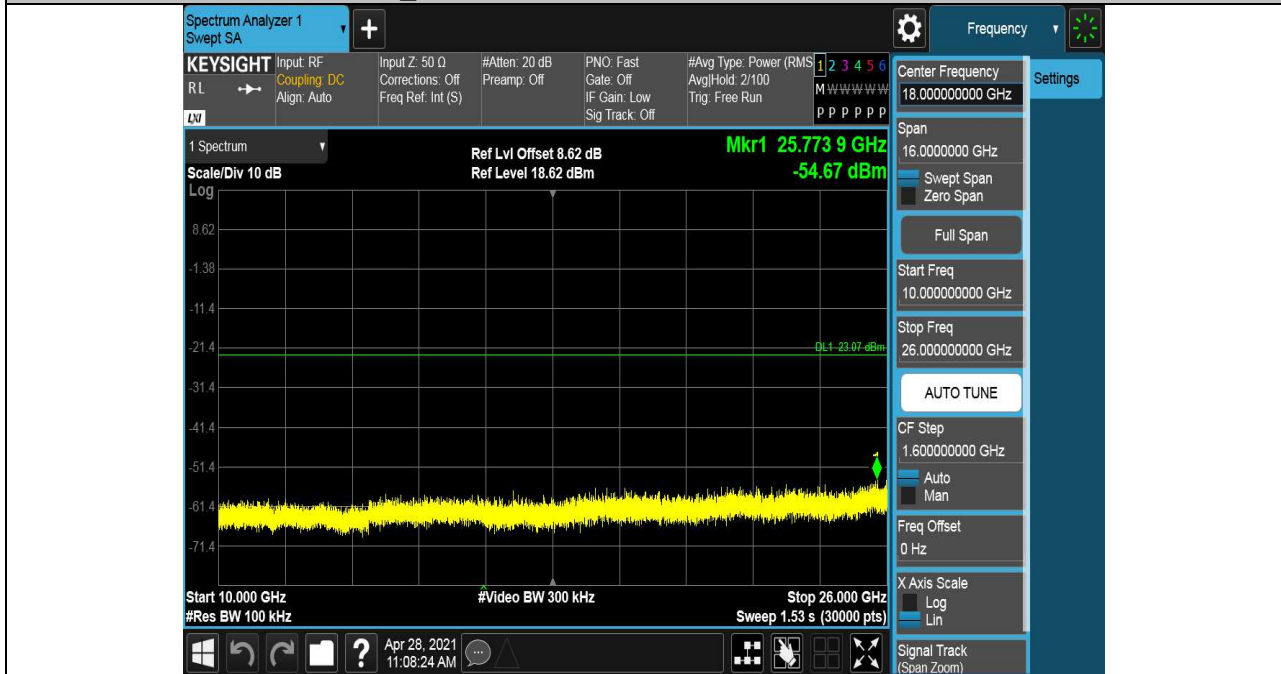 Spectrum Analyzer 1
Swept SA
+
Frequency
KEYSIGHT
RL
LXI
Input: RF
Coupling: DC
Align: Auto
Input Z: 50 Ω
Corrections: Off
Freq Ref: Int (S)
#Atten: 20 dB
Preamp: Off
PNO: Fast
Gate: Off
IF Gain: Low
Sig Track: Off
#Avg Type: Power (RMS
Avg|Hold: 2/100
Trig: Free Run
1 2 3 4 5 6
M W W W W W
P P P P P P
1 Spectrum
Scale/Div 10 dB
Log
Ref Lvl Offset 8.62 dB
Ref Level 18.62 dBm
Mkr1 25.773 9 GHz
-54.67 dBm
8.62
-1.38
-11.4
-21.4
-31.4
-41.4
-51.4
-61.4
-71.4
DL1 -23.07 dBm
1
Start 10.000 GHz
#Res BW 100 kHz
#Video BW 300 kHz
Stop 26.000 GHz
Sweep 1.53 s (30000 pts)
?
Apr 28, 2021
11:08:24 AM
Center Frequency
18.000000000 GHz
Span
16.0000000 GHz
Swept Span
Zero Span
Full Span
Start Freq
10.000000000 GHz
Stop Freq
26.000000000 GHz
AUTO TUNE
CF Step
1.600000000 GHz
Auto
Man
Freq Offset
0 Hz
X Axis Scale
Log
Lin
Signal Track
(Span Zoom)
Settings